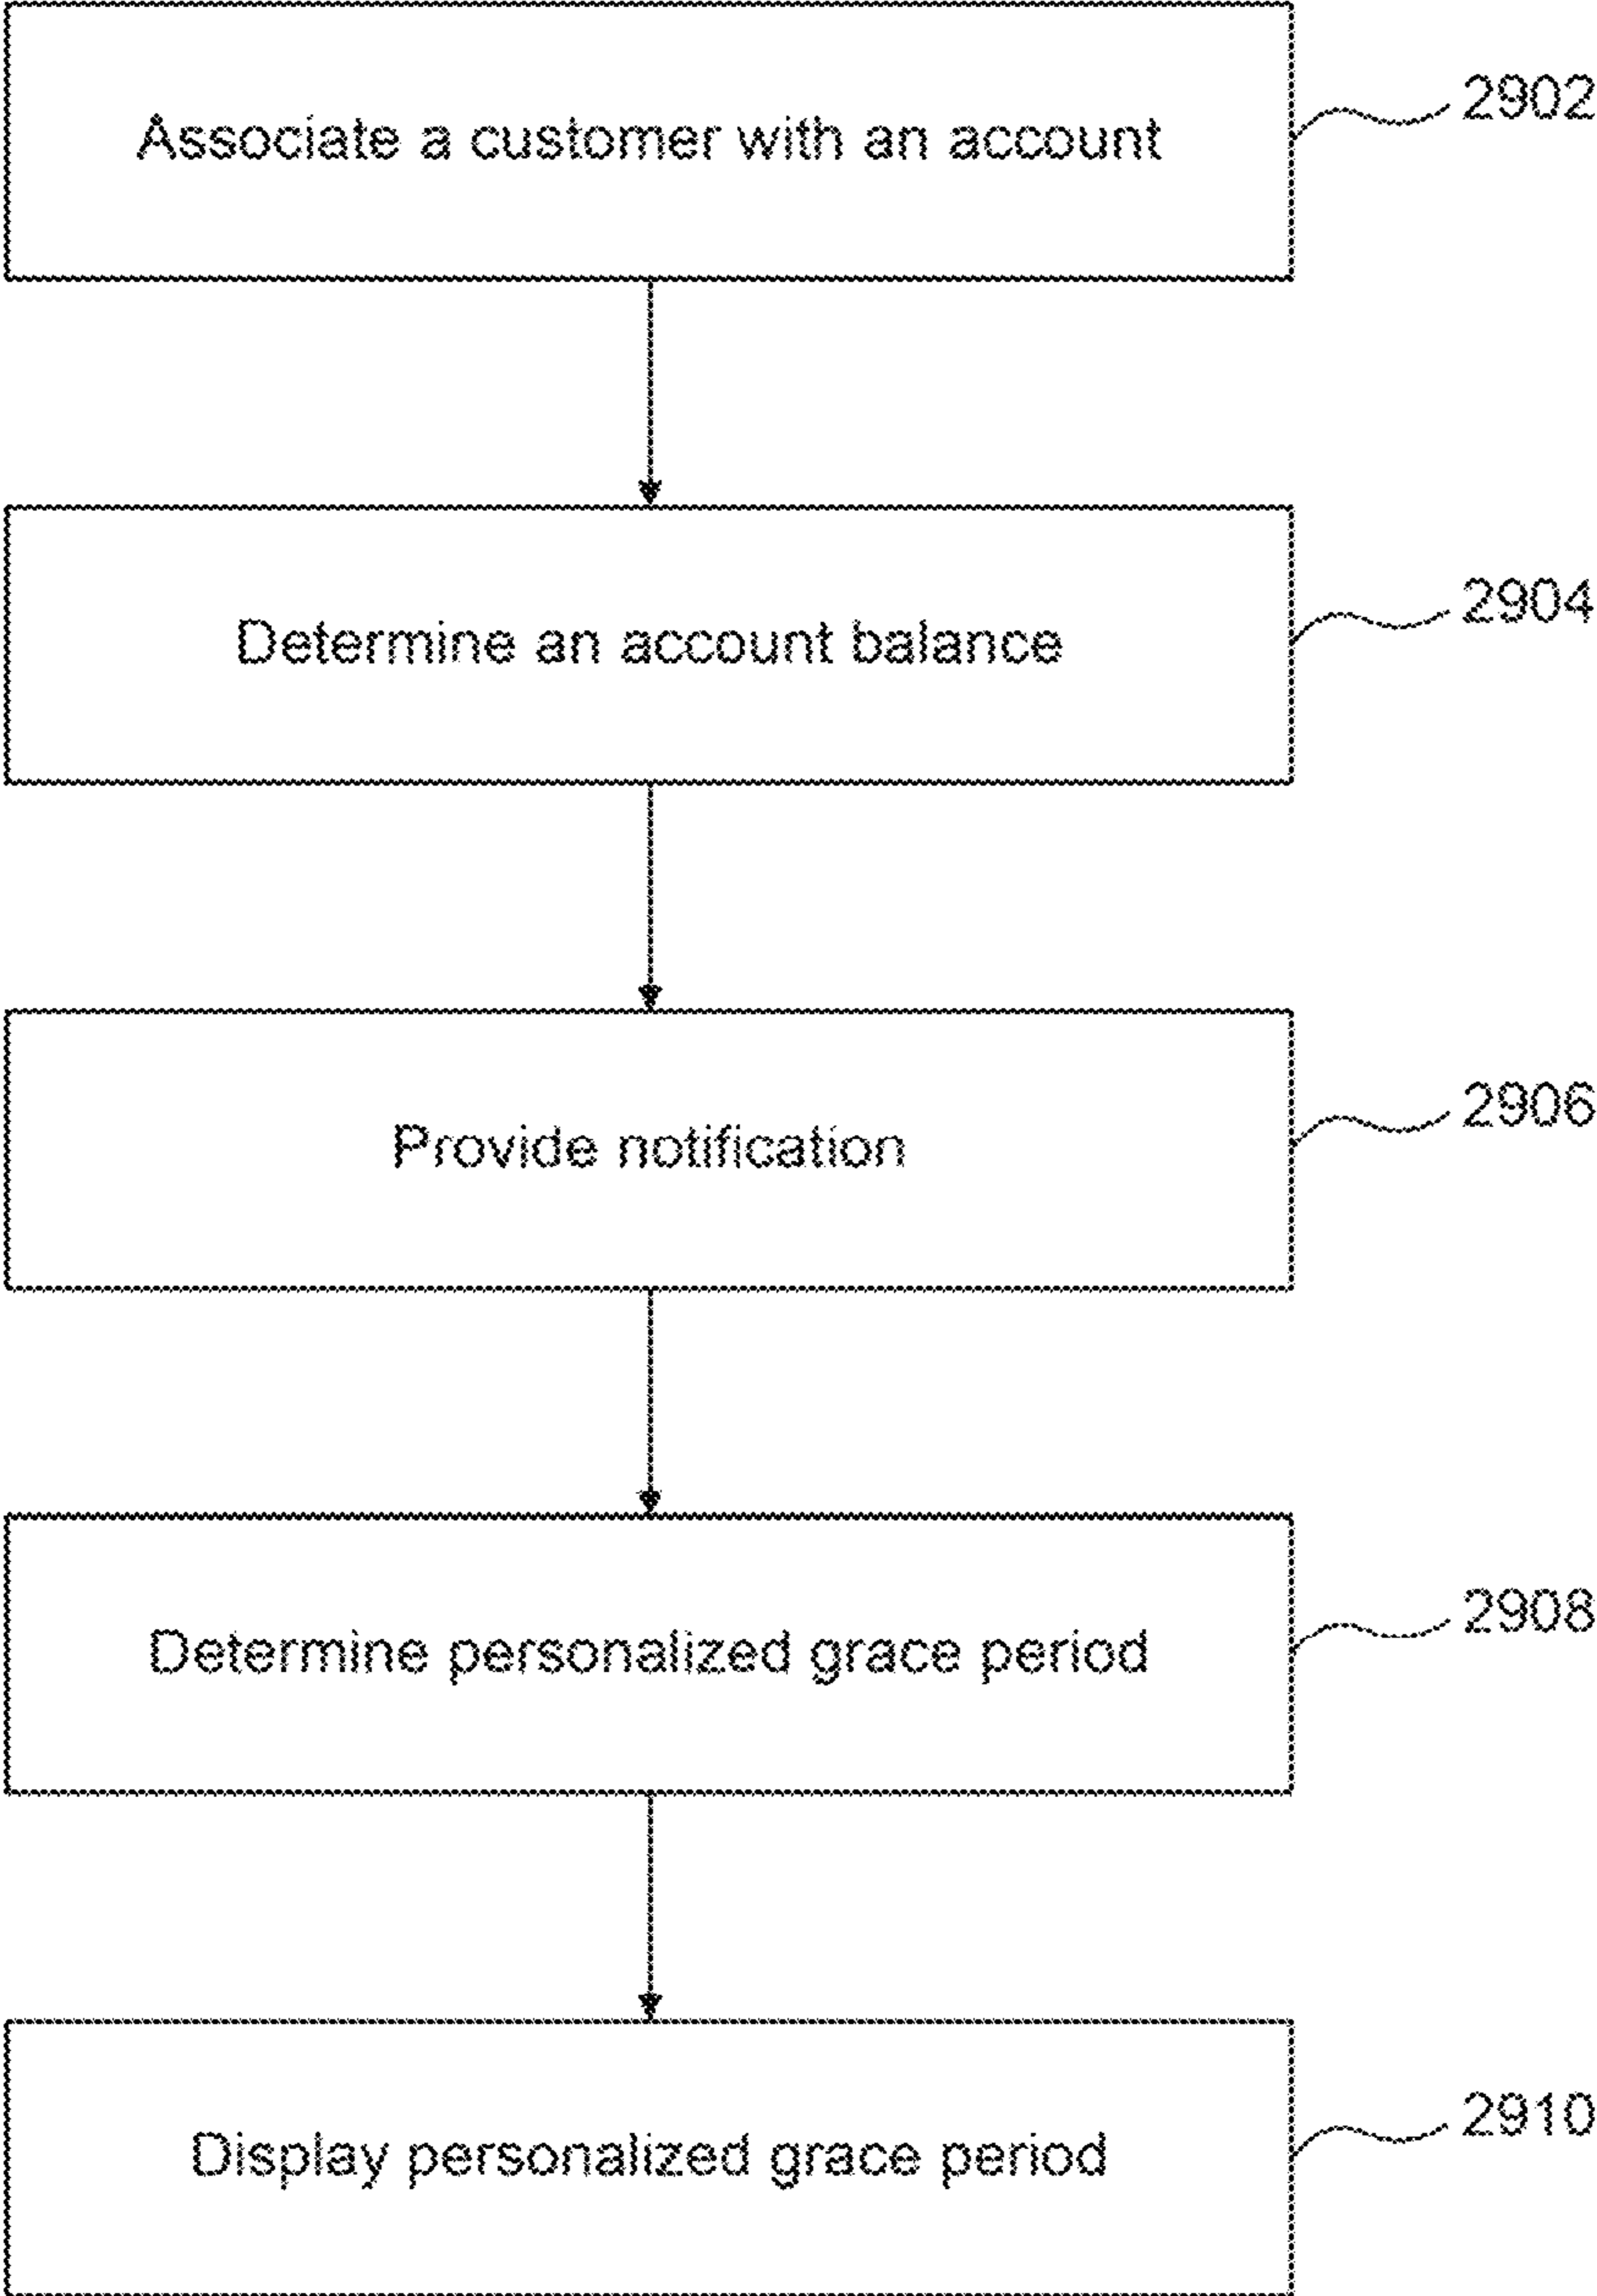 Associate a customer with an account
2902
Determine an account balance
2904
Provide notification
2906
Determine personalized grace period
2908
Display personalized grace period
2910